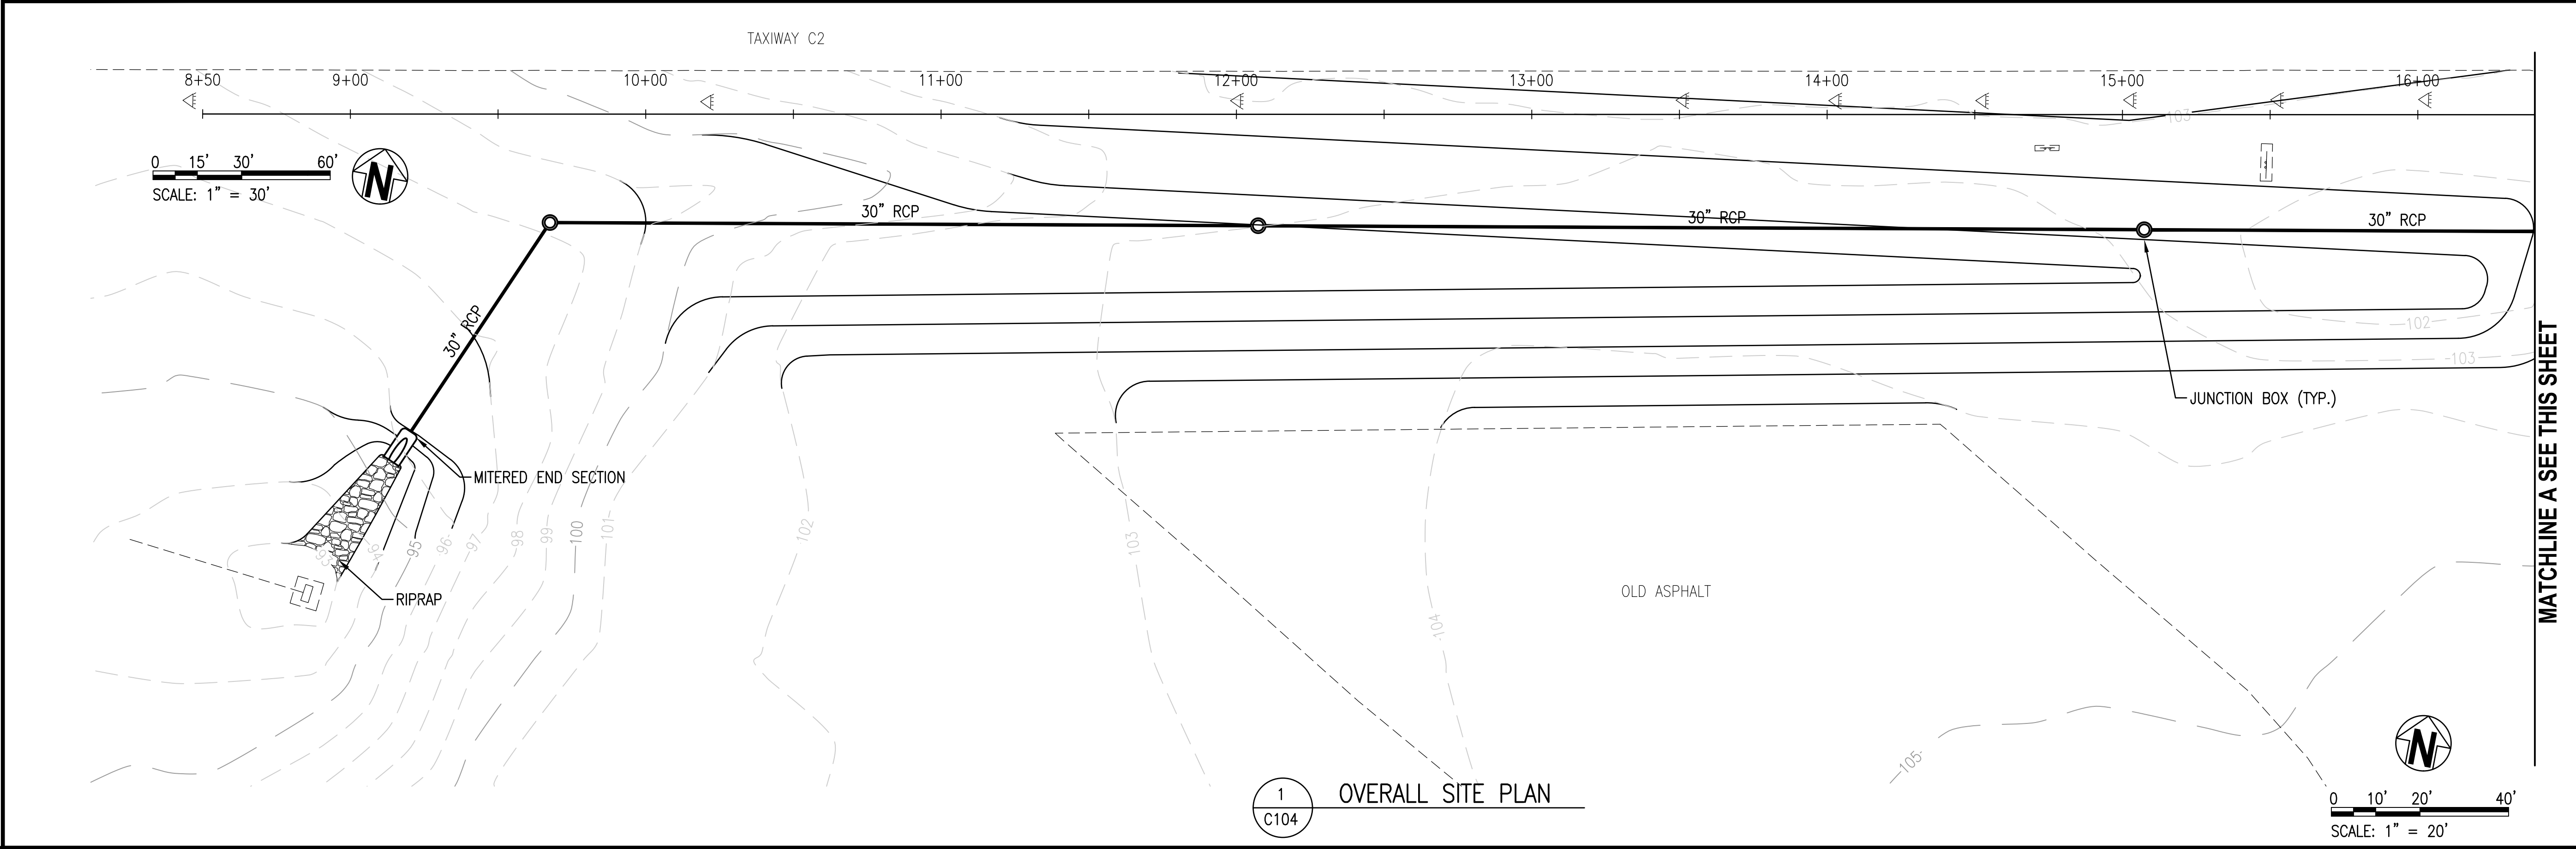 TAXIWAY C2
8+50 9+00 10+00 11+00 12+00 13+00 14+00 15+00 16+00
103
0 15' 30' 60'
SCALE: 1" = 30'
N
30" RCP
30" RCP
30" RCP
30" RCP
102
103
JUNCTION BOX (TYP.)
MATCHLINE A SEE THIS SHEET
MITERED END SECTION
93 94 95 96 97 98 99 100 101 102 103 104
RIPRAP
OLD ASPHALT
105
N
1
C104
OVERALL SITE PLAN
0 10' 20' 40'
SCALE: 1" = 20'